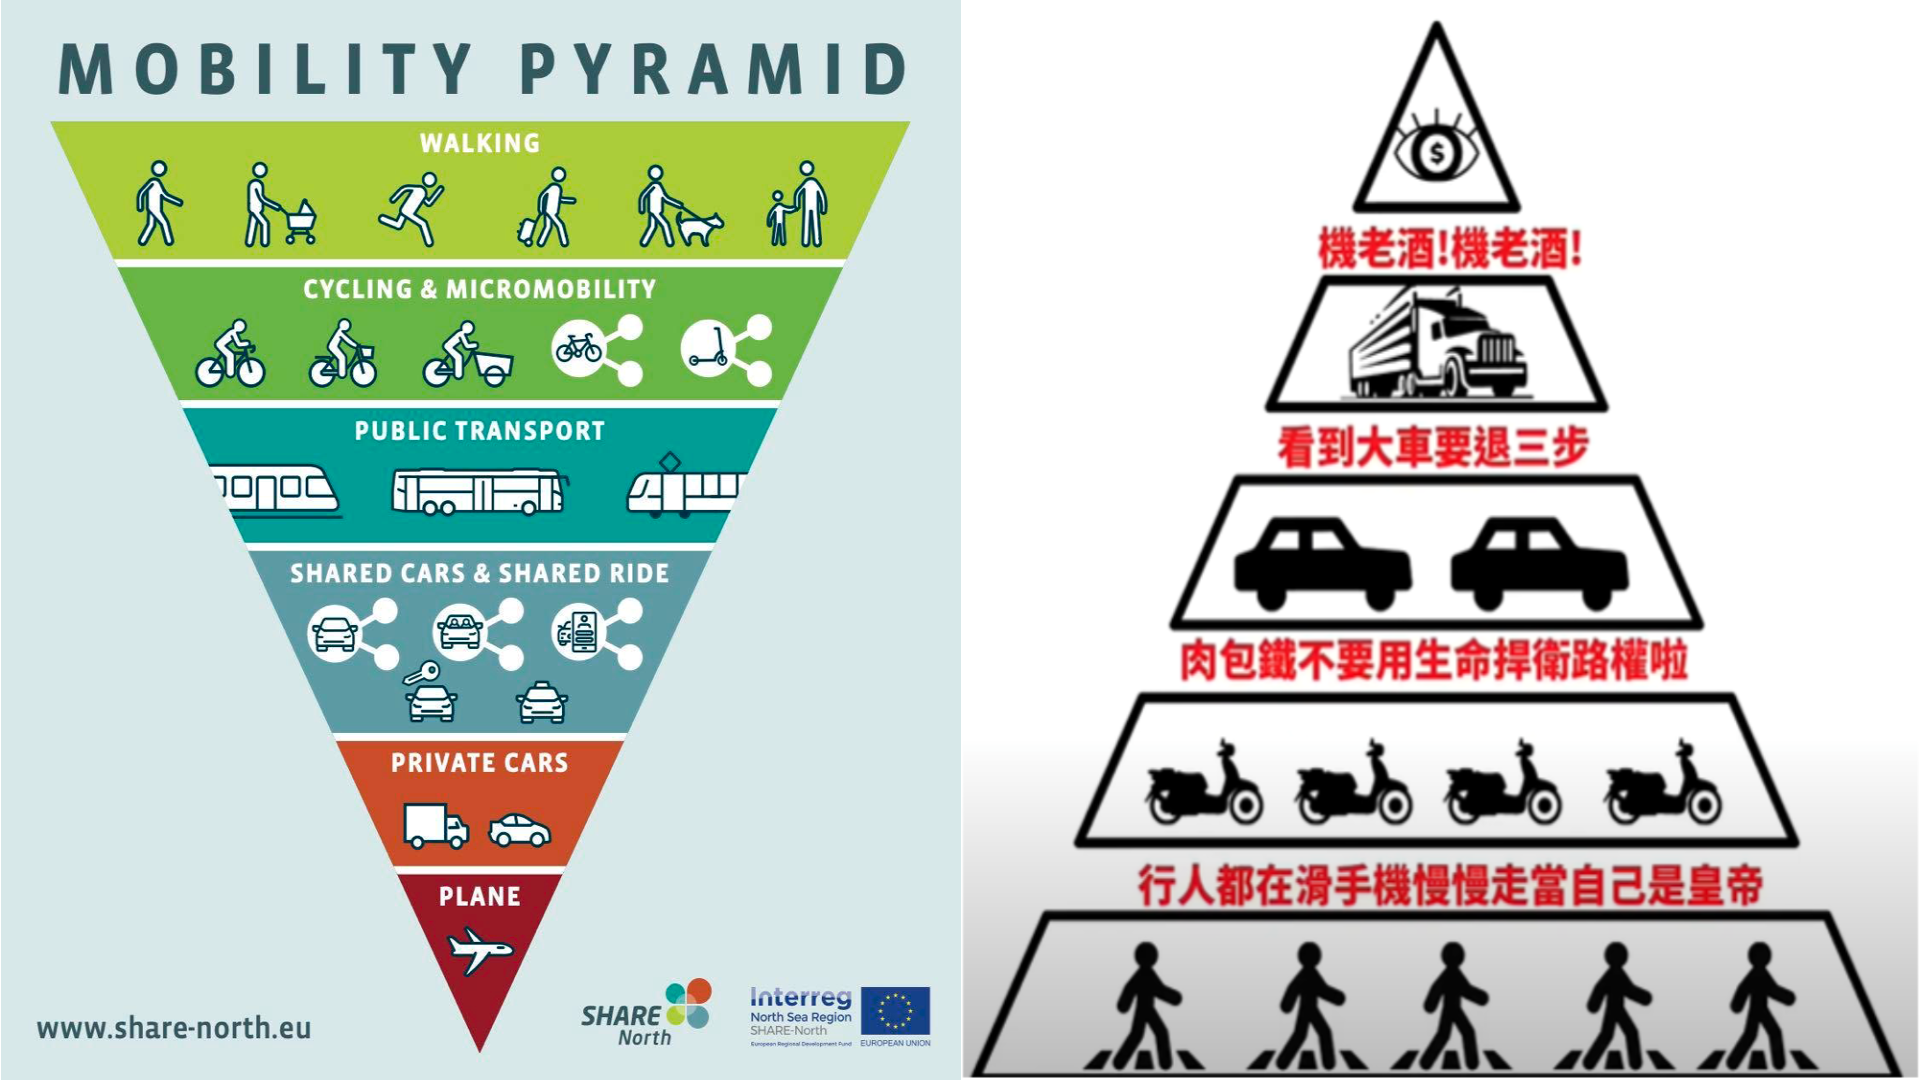 MOBILITY PYRAMID
WALKING
CYCLING & MICROMOBILITY
PUBLIC TRANSPORT
SHARED CARS & SHARED RIDE
PRIVATE CARS
PLANE
www.share-north.eu
SHARE
North
Interreg
North Sea Region
SHARE-North
European Regional Development Fund
EUROPEAN UNION
$
機老酒!機老酒!
看到大車要退三步
肉包鐵不要用生命捍衛路權啦
行人都在滑手機慢慢走當自己是皇帝